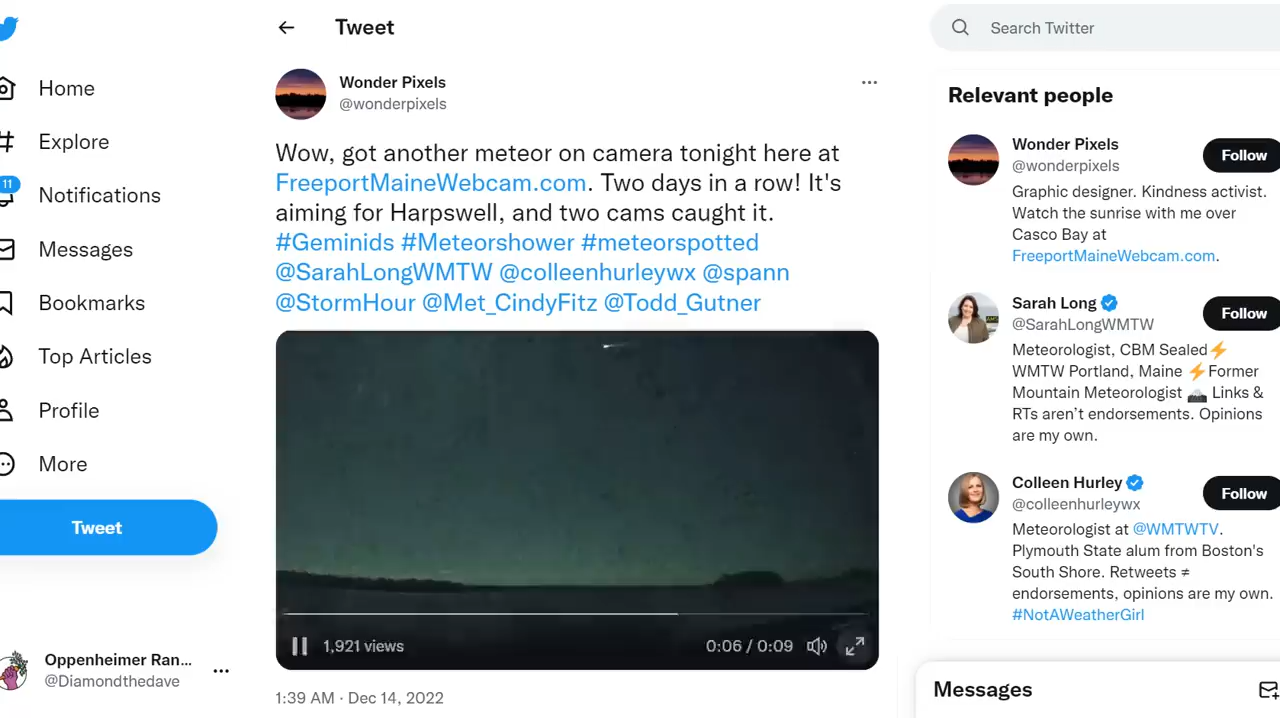 Home
Explore
11
Notifications
Messages
Bookmarks
Top Articles
Profile
More
Tweet
Oppenheimer Ran...
@Diamondthedave
Tweet
Wonder Pixels
@wonderpixels
Wow, got another meteor on camera tonight here at
FreeportMaineWebcam.com. Two days in a row! It's
aiming for Harpswell, and two cams caught it.
#Geminids #Meteorshower #meteorspotted
@SarahLongWMTW @colleenhurleywx @spann
@StormHour @Met_CindyFitz @Todd_Gutner
1,921 views
0:06 / 0:09
1:39 AM · Dec 14, 2022
Search Twitter
Relevant people
Wonder Pixels
@wonderpixels
Follow
Graphic designer. Kindness activist.
Watch the sunrise with me over
Casco Bay at
FreeportMaineWebcam.com.
Sarah Long
@SarahLongWMTW
Follow
Meteorologist, CBM Sealed⚡
WMTW Portland, Maine ⚡Former
Mountain Meteorologist 🏔 Links &
RTs aren’t endorsements. Opinions
are my own.
Colleen Hurley
@colleenhurleywx
Follow
Meteorologist at @WMTWTV.
Plymouth State alum from Boston's
South Shore. Retweets ≠
endorsements, opinions are my own.
#NotAWeatherGirl
Messages